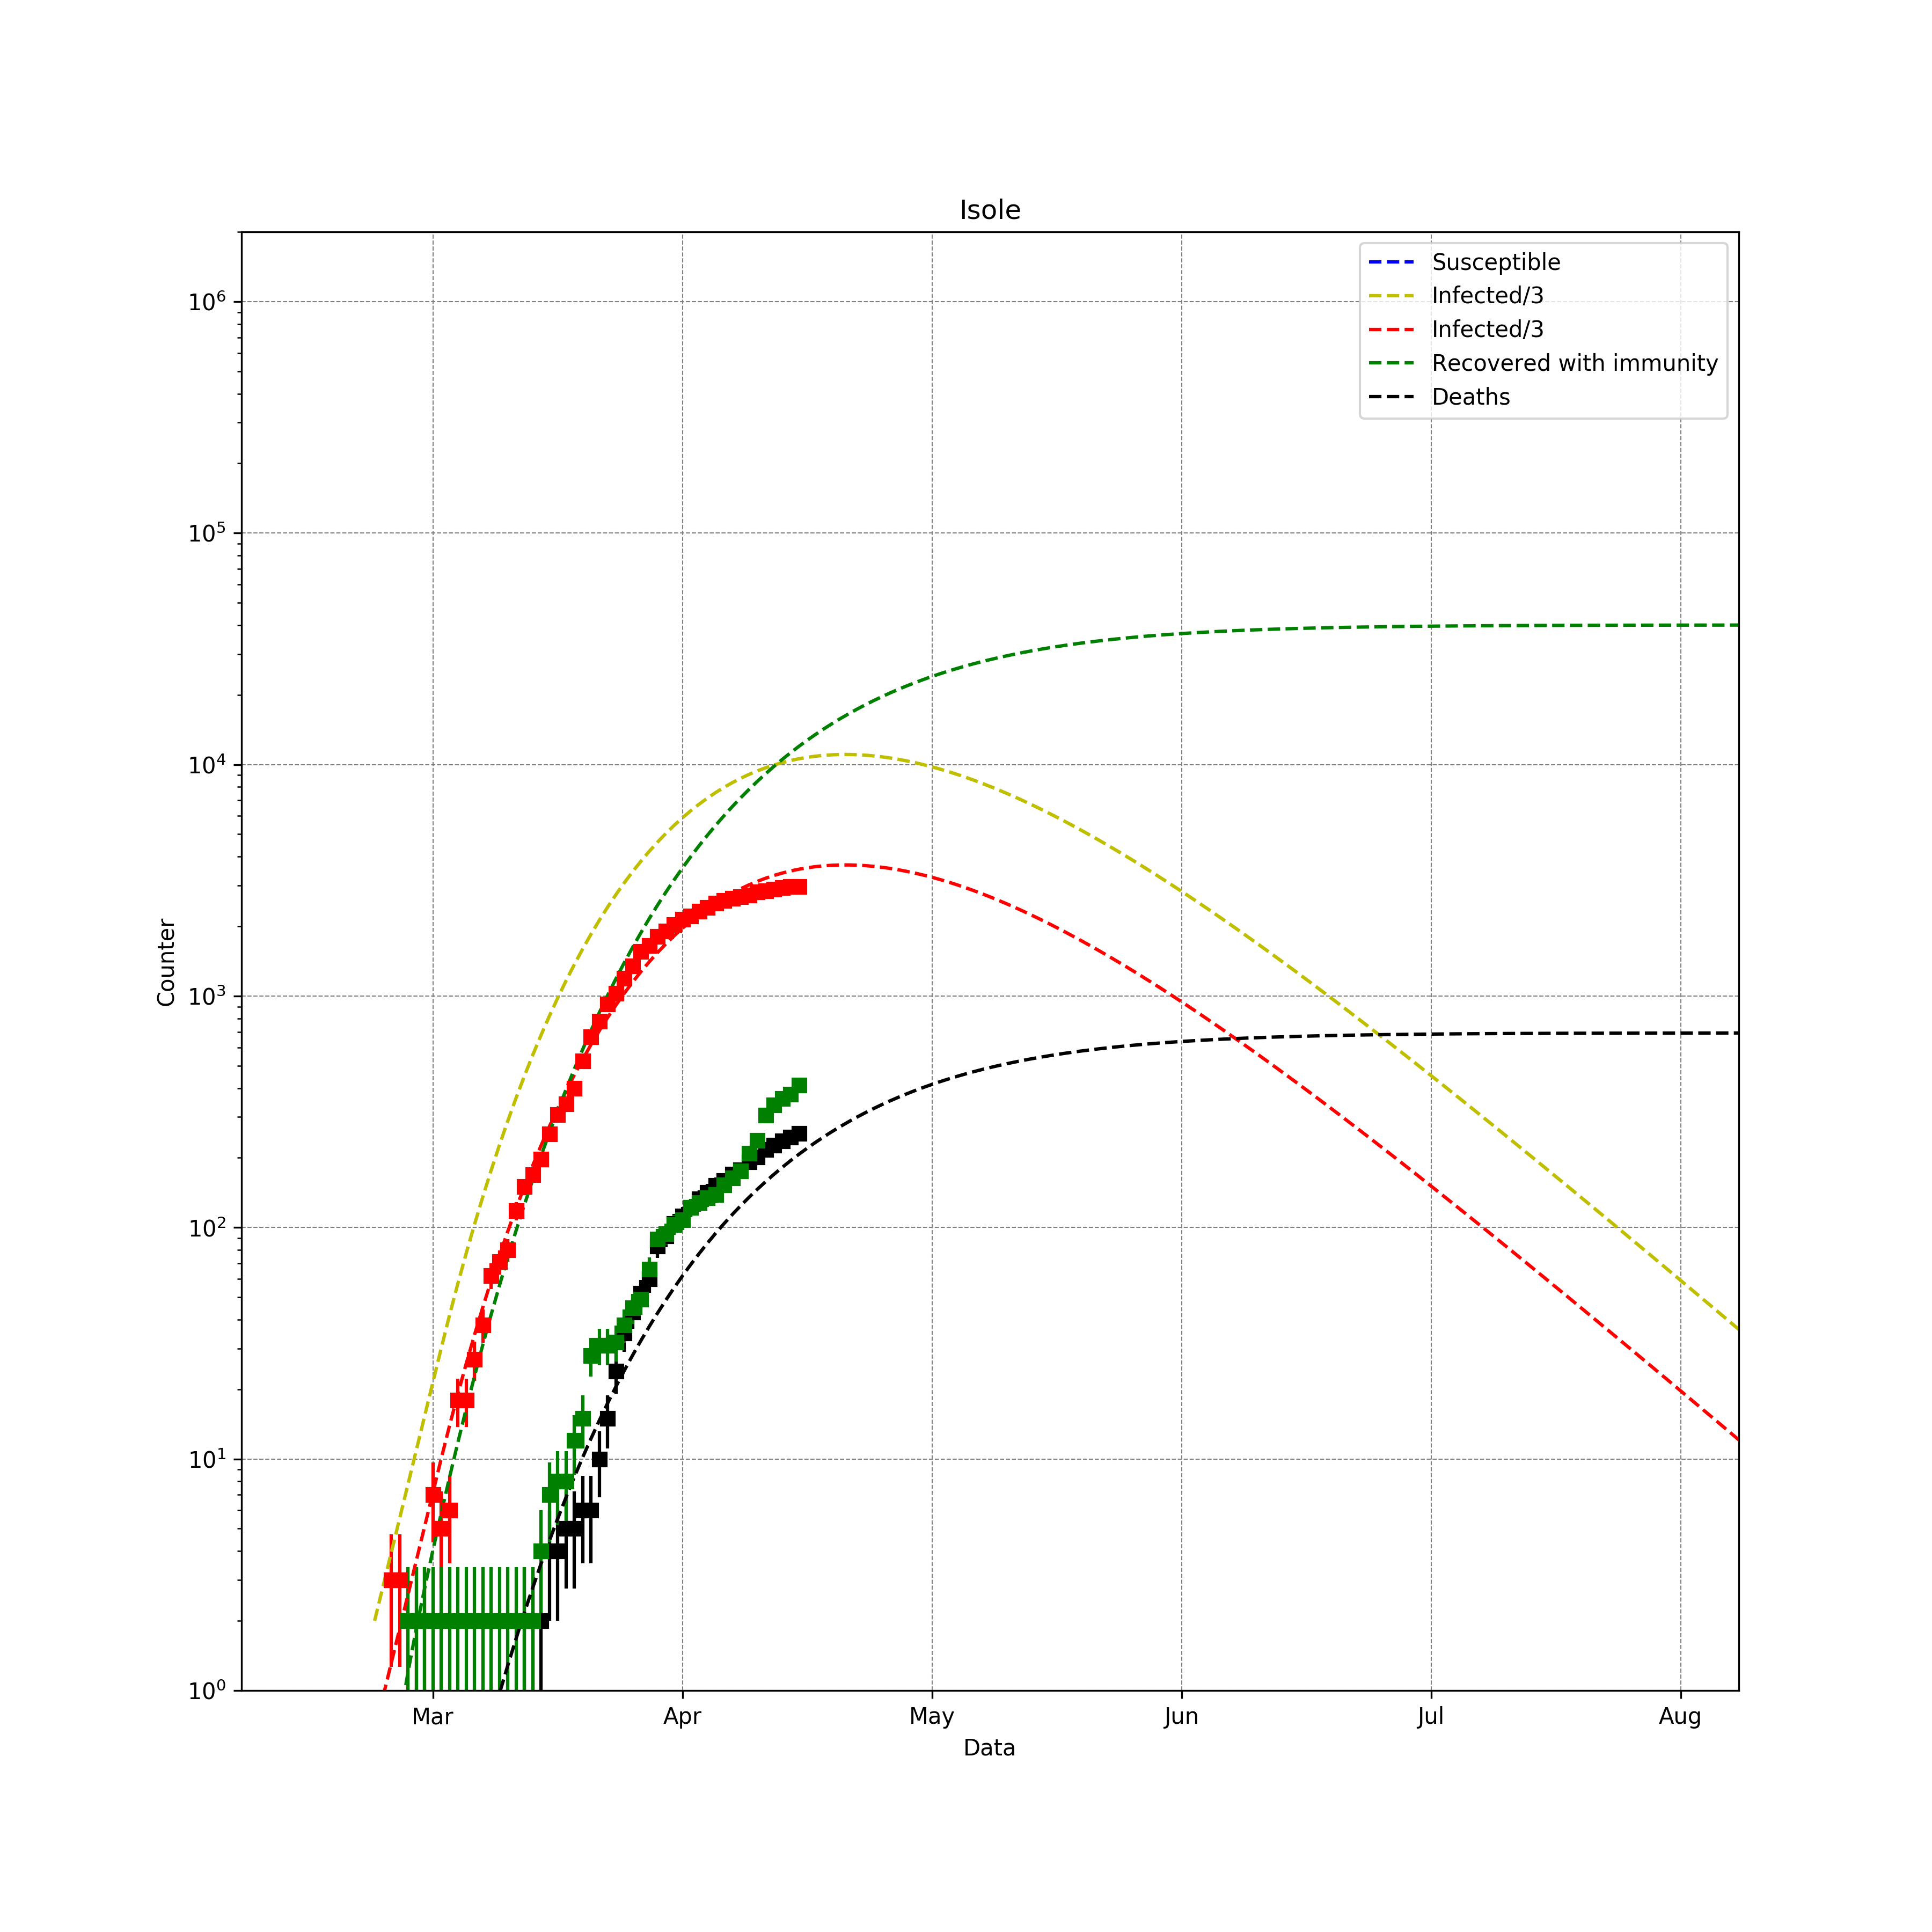 Isole
Susceptible
Infected/3
Infected/3
Recovered with immunity
Deaths
10^6
10^5
10^4
10^3
10^2
10^1
10^0
Counter
Mar Apr May Jun Jul Aug
Data